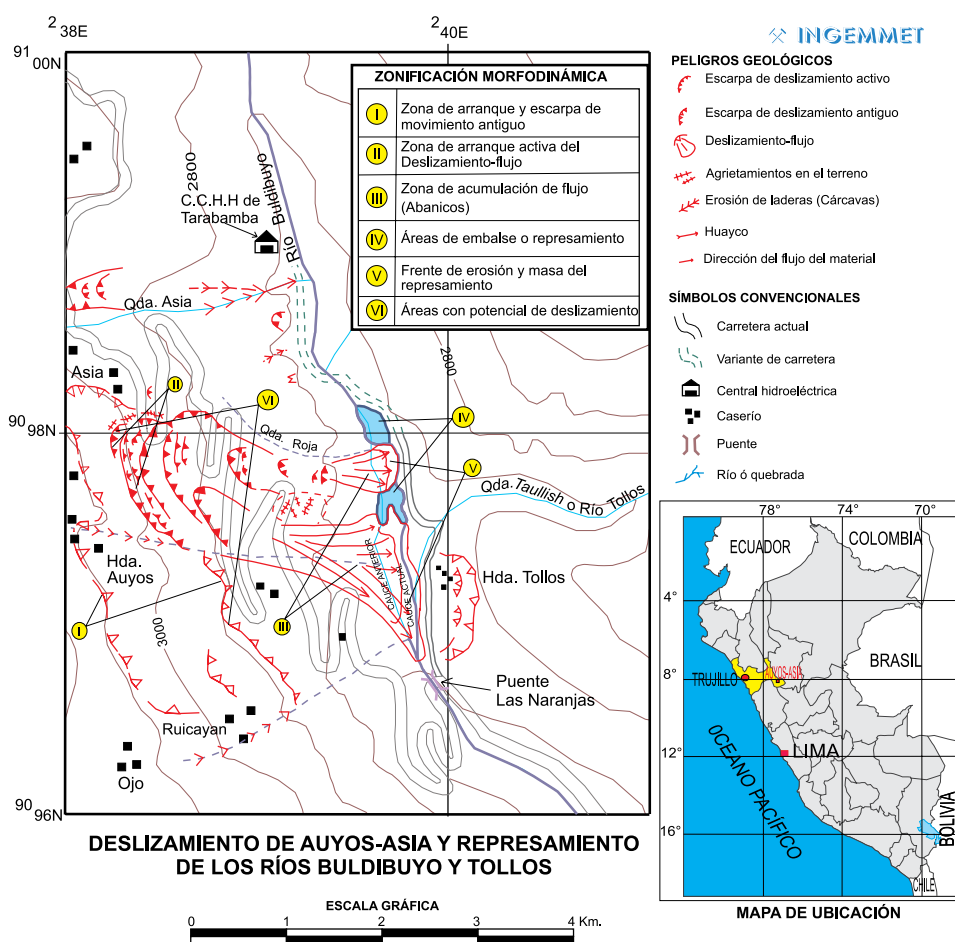 2
38E
2
40E
91
00N
90
98N
90
96N
INGEMMET
ZONIFICACIÓN MORFODINÁMICA
I
Zona de arranque y escarpa de
movimiento antiguo
II
Zona de arranque activa del
Deslizamiento-flujo
III
Zona de acumulación de flujo
(Abanicos)
IV
Áreas de embalse o represamiento
V
Frente de erosión y masa del
represamiento
VI
Áreas con potencial de deslizamiento
PELIGROS GEOLÓGICOS
Escarpa de deslizamiento activo
Escarpa de deslizamiento antiguo
Deslizamiento-flujo
Agrietamientos en el terreno
Erosión de laderas (Cárcavas)
Huayco
Dirección del flujo del material
SÍMBOLOS CONVENCIONALES
Carretera actual
Variante de carretera
Central hidroeléctrica
Caserío
Puente
Río ó quebrada
2800
C.C.H.H de
Tarabamba
Río Buldibuyo
Qda. Asia
Asia
II
VI
IV
V
2800
Qda. Roja
Qda. Taullish o Río Tollos
Hda.
Auyos
Hda. Tollos
CAUCE ANTERIOR
CAUCE ACTUAL
I
III
3000
Puente
Las Naranjas
Ruicayan
Ojo
DESLIZAMIENTO DE AUYOS-ASIA Y REPRESAMIENTO
DE LOS RÍOS BULDIBUYO Y TOLLOS
ESCALA GRÁFICA
0 1 2 3 4 Km.
78° 74° 70°
ECUADOR
COLOMBIA
4°
BRASIL
8°
TRUJILLO
AUYOS-ASIA
LIMA
12°
OCEANO PACÍFICO
16°
BOLIVIA
CHILE
MAPA DE UBICACIÓN